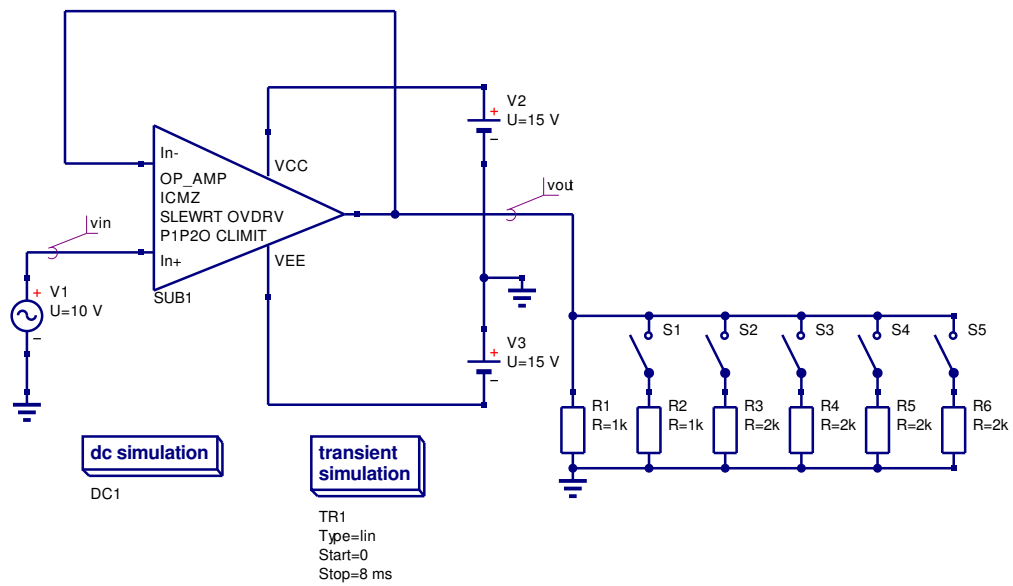 V2
U=15 V
In-
VCC
OP_AMP
ICMZ
SLEWRT OVDRV
P1P2O CLIMIT
In+
VEE
SUB1
vin
vout
V1
U=10 V
V3
U=15 V
S1
S2
S3
S4
S5
R1
R=1k
R2
R=1k
R3
R=2k
R4
R=2k
R5
R=2k
R6
R=2k
dc simulation
DC1
transient
simulation
TR1
Type=lin
Start=0
Stop=8 ms